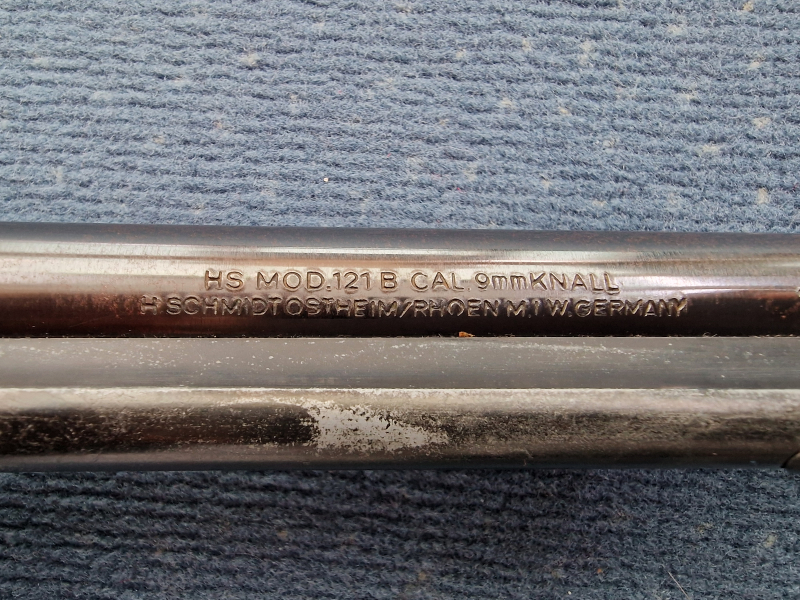 HS MOD.121 B CAL 9mmKNALL
H SCHMIDT OSTHEIM/RHOEN M.I W.GERMANY